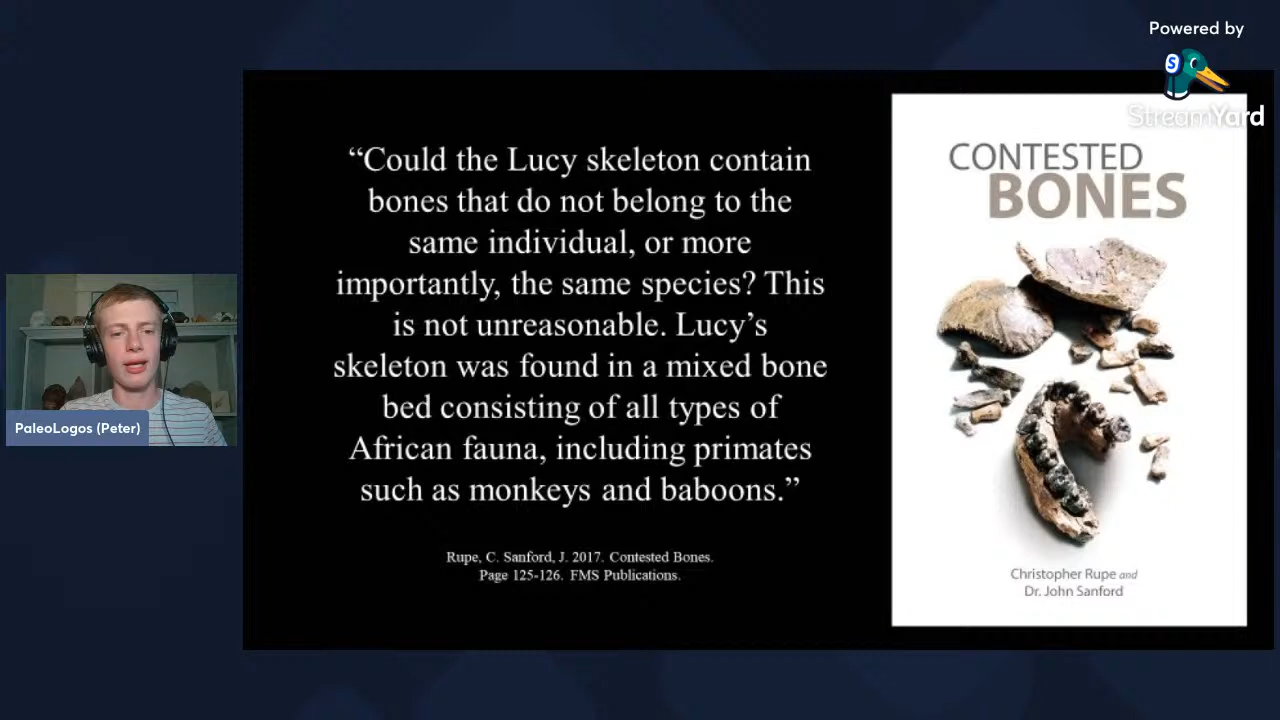 Powered by
S
StreamYard
“Could the Lucy skeleton contain
bones that do not belong to the
same individual, or more
importantly, the same species? This
is not unreasonable. Lucy’s
skeleton was found in a mixed bone
bed consisting of all types of
African fauna, including primates
such as monkeys and baboons.”
Rupe, C. Sanford, J. 2017. Contested Bones.
Page 125-126. FMS Publications.
CONTESTED
BONES
Christopher Rupe and
Dr. John Sanford
PaleoLogos (Peter)